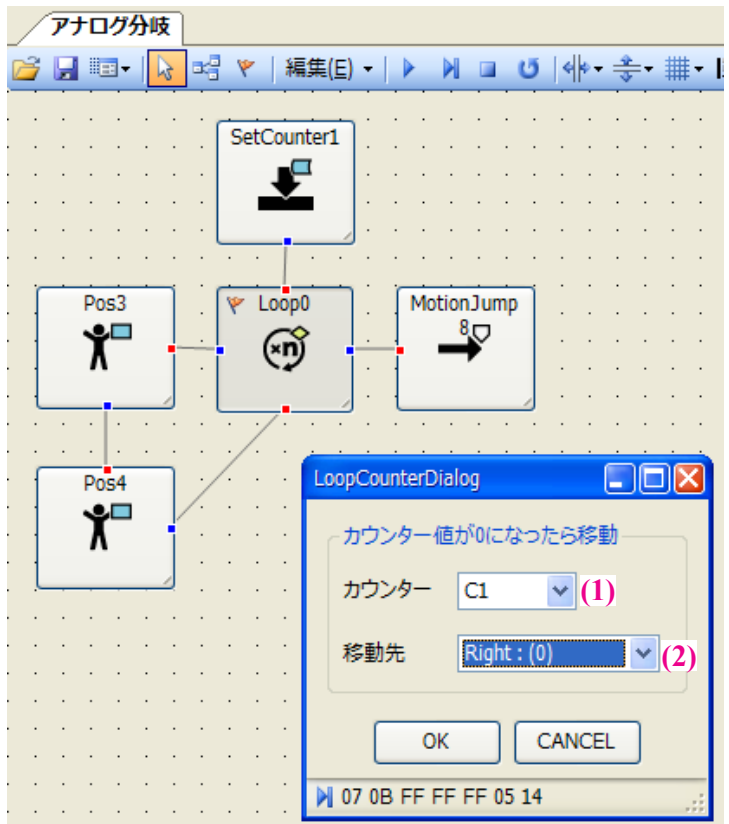 アナログ分岐
編集(E)
SetCounter1
Pos3
Loop0
×n
MotionJump
8
Pos4
LoopCounterDialog
カウンター値が0になったら移動
カウンター C1 (1)
移動先 Right : (0) (2)
OK CANCEL
07 0B FF FF FF 05 14